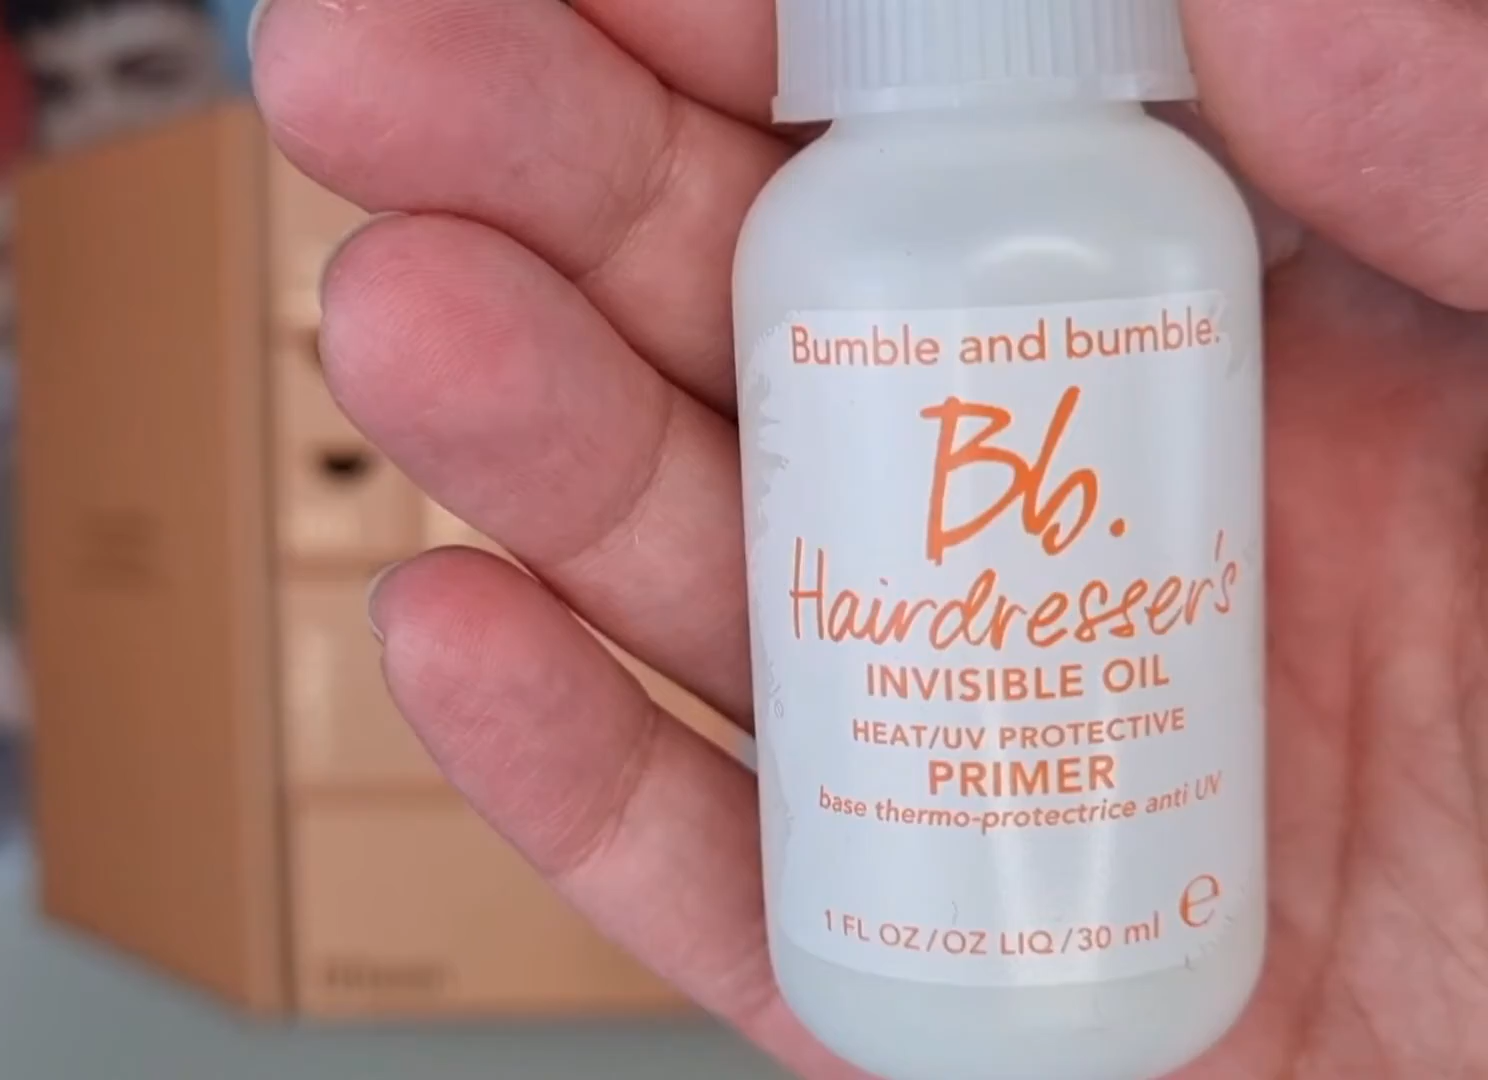 Bumble and bumble.
Bb.
Hairdresser's
INVISIBLE OIL
HEAT/UV PROTECTIVE
PRIMER
base thermo-protectrice anti UV
1 FL OZ/OZ LIQ/30 ml e